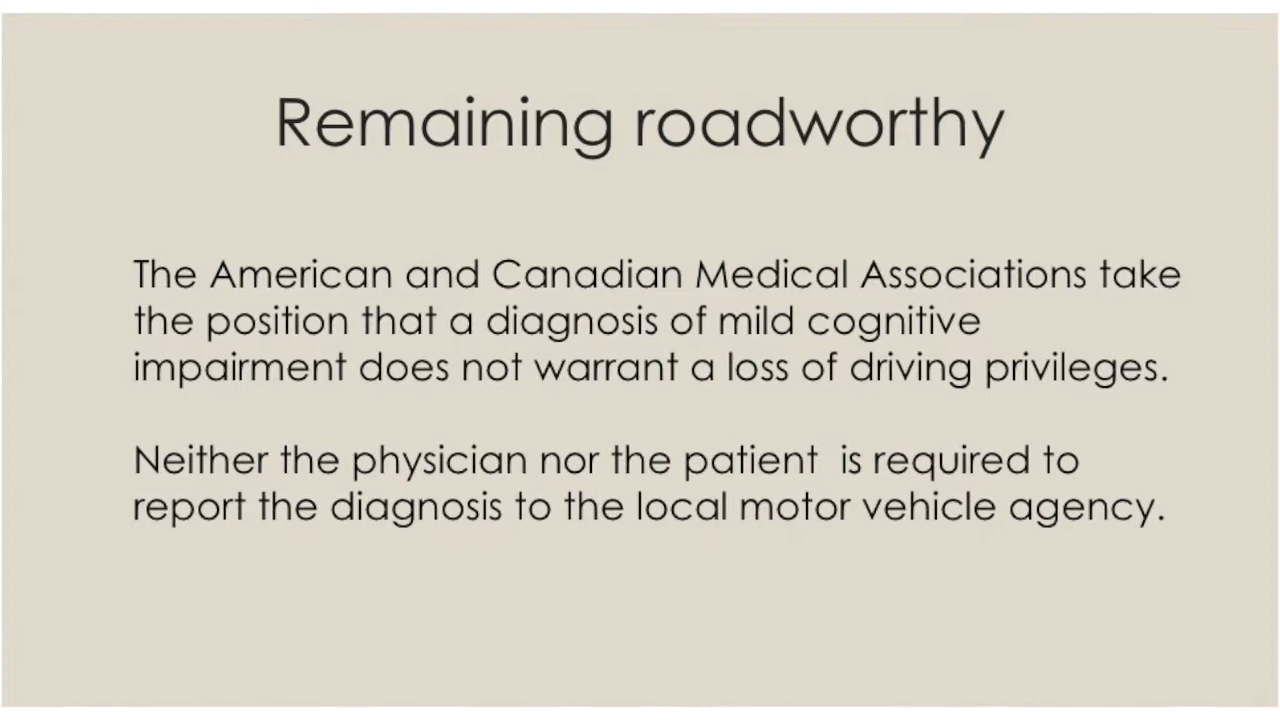 Remaining roadworthy
The American and Canadian Medical Associations take
the position that a diagnosis of mild cognitive
impairment does not warrant a loss of driving privileges.
Neither the physician nor the patient  is required to
report the diagnosis to the local motor vehicle agency.